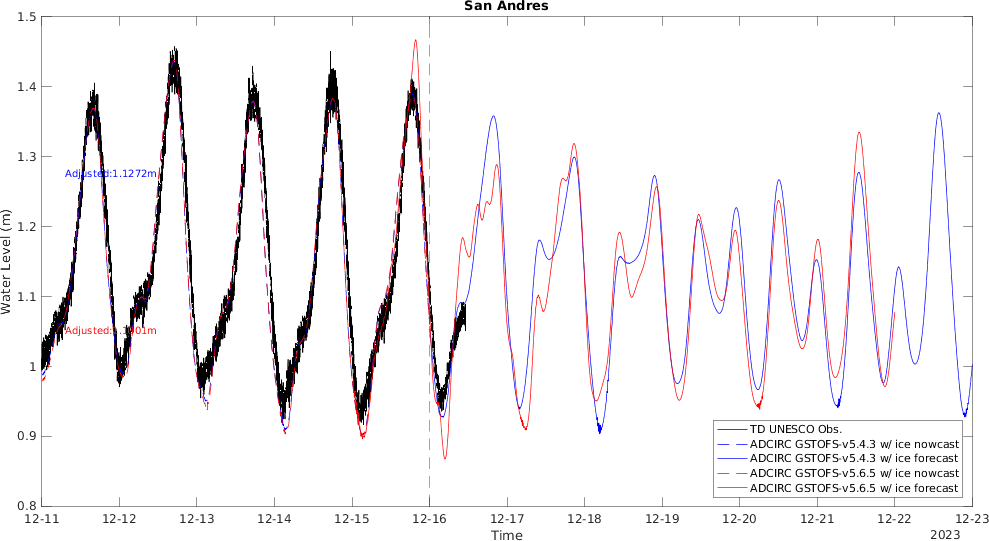 San Andres
1.5
1.4
1.3
1.2
1.1
1
0.9
0.8
Water Level (m)
Adjusted:1.1272m
12-11 12-12 12-13 12-14 12-15 12-16 12-17 12-18 12-19 12-20 12-21 12-22 12-23
Time
2023
TD UNESCO Obs.
ADCIRC GSTOFS-v5.4.3 w/ ice nowcast
ADCIRC GSTOFS-v5.4.3 w/ ice forecast
ADCIRC GSTOFS-v5.6.5 w/ ice nowcast
ADCIRC GSTOFS-v5.6.5 w/ ice forecast